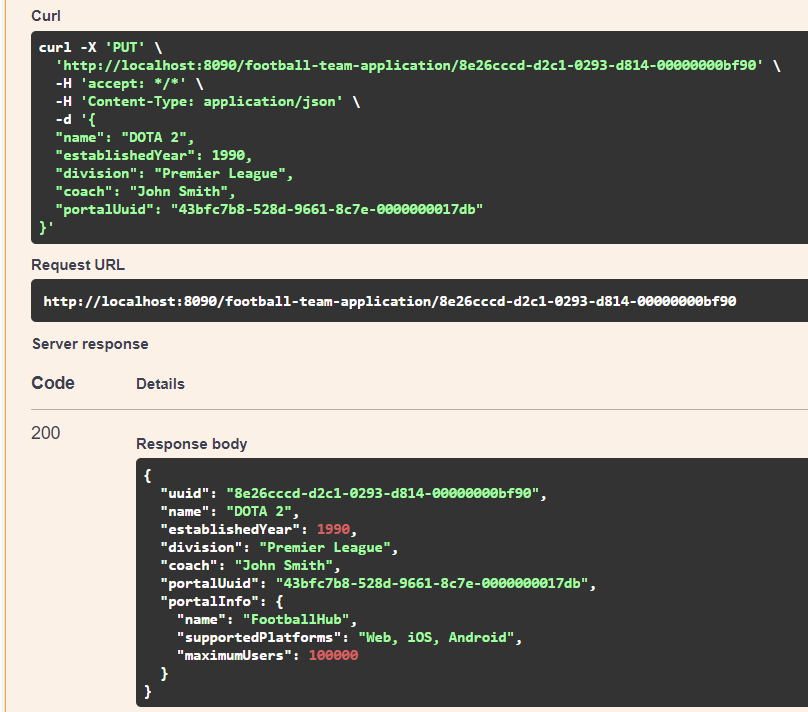 Curl
curl -X 'PUT' \
  'http://localhost:8090/football-team-application/8e26cccd-d2c1-0293-d814-00000000bf90' \
  -H 'accept: */*' \
  -H 'Content-Type: application/json' \
  -d '{
  "name": "DOTA 2",
  "establishedYear": 1990,
  "division": "Premier League",
  "coach": "John Smith",
  "portalUuid": "43bfc7b8-528d-9661-8c7e-0000000017db"
}'
Request URL
http://localhost:8090/football-team-application/8e26cccd-d2c1-0293-d814-00000000bf90
Server response
Code Details
200
Response body
{
  "uuid": "8e26cccd-d2c1-0293-d814-00000000bf90",
  "name": "DOTA 2",
  "establishedYear": 1990,
  "division": "Premier League",
  "coach": "John Smith",
  "portalUuid": "43bfc7b8-528d-9661-8c7e-0000000017db",
  "portalInfo": {
    "name": "FootballHub",
    "supportedPlatforms": "Web, iOS, Android",
    "maximumUsers": 100000
  }
}